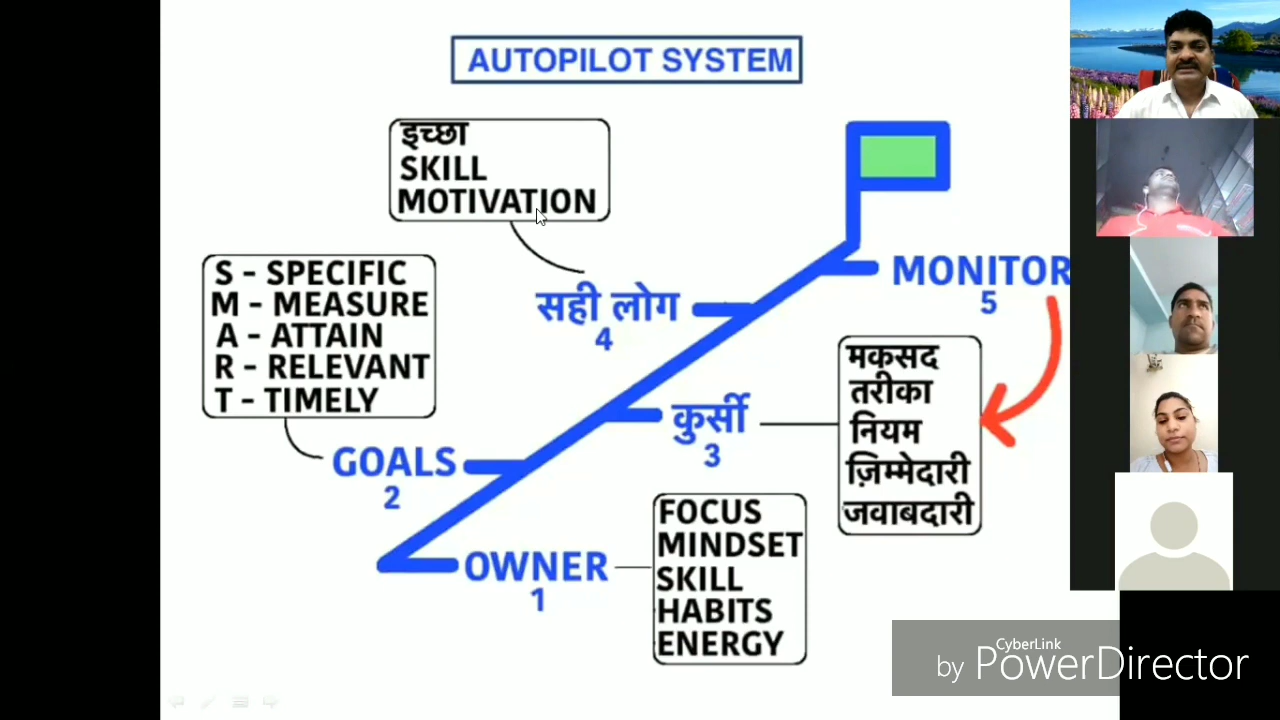 AUTOPILOT SYSTEM
इच्छा
SKILL
MOTIVATION
S - SPECIFIC
M - MEASURE
A - ATTAIN
R - RELEVANT
T - TIMELY
MONITOR
5
सही लोग
4
मकसद
तरीका
नियम
ज़िम्मेदारी
जवाबदारी
कुर्सी
3
GOALS
2
FOCUS
MINDSET
SKILL
HABITS
ENERGY
OWNER
1
CyberLink
by PowerDirector